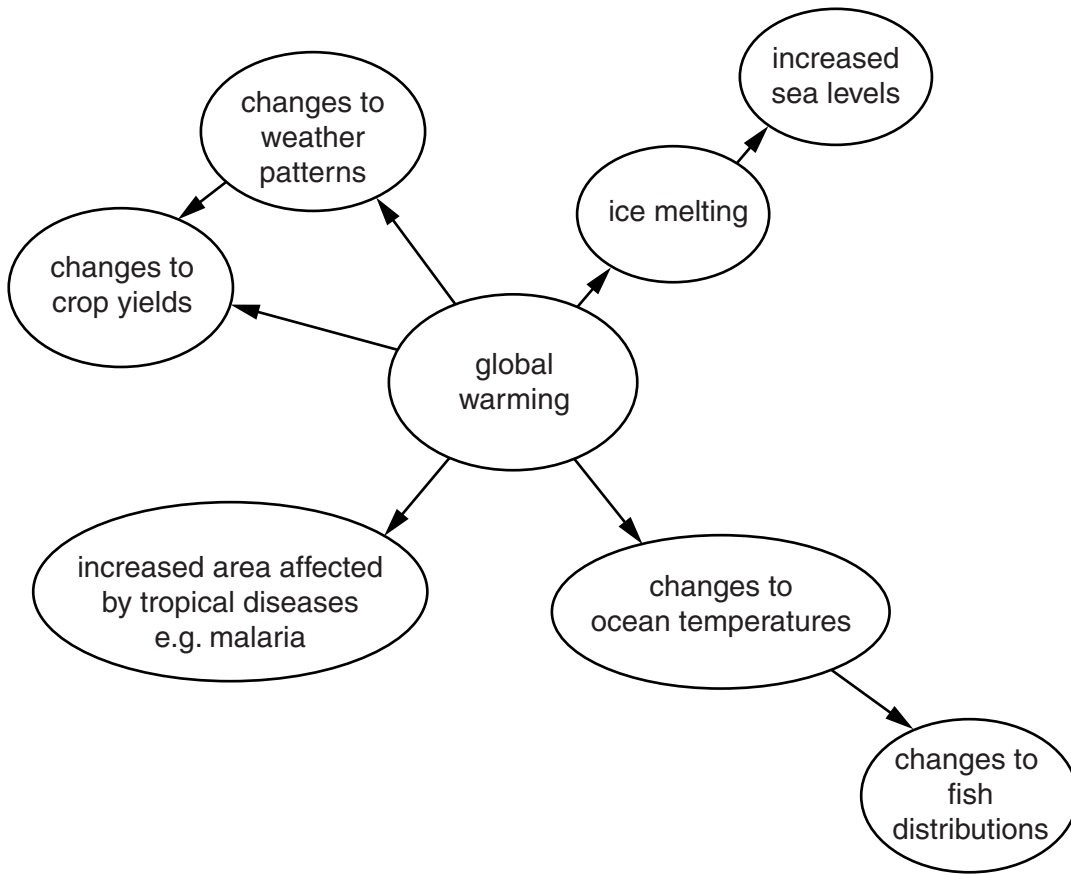 increased
sea levels
changes to
weather
patterns
ice melting
changes to
crop yields
global
warming
increased area affected
by tropical diseases
e.g. malaria
changes to
ocean temperatures
changes to
fish
distributions